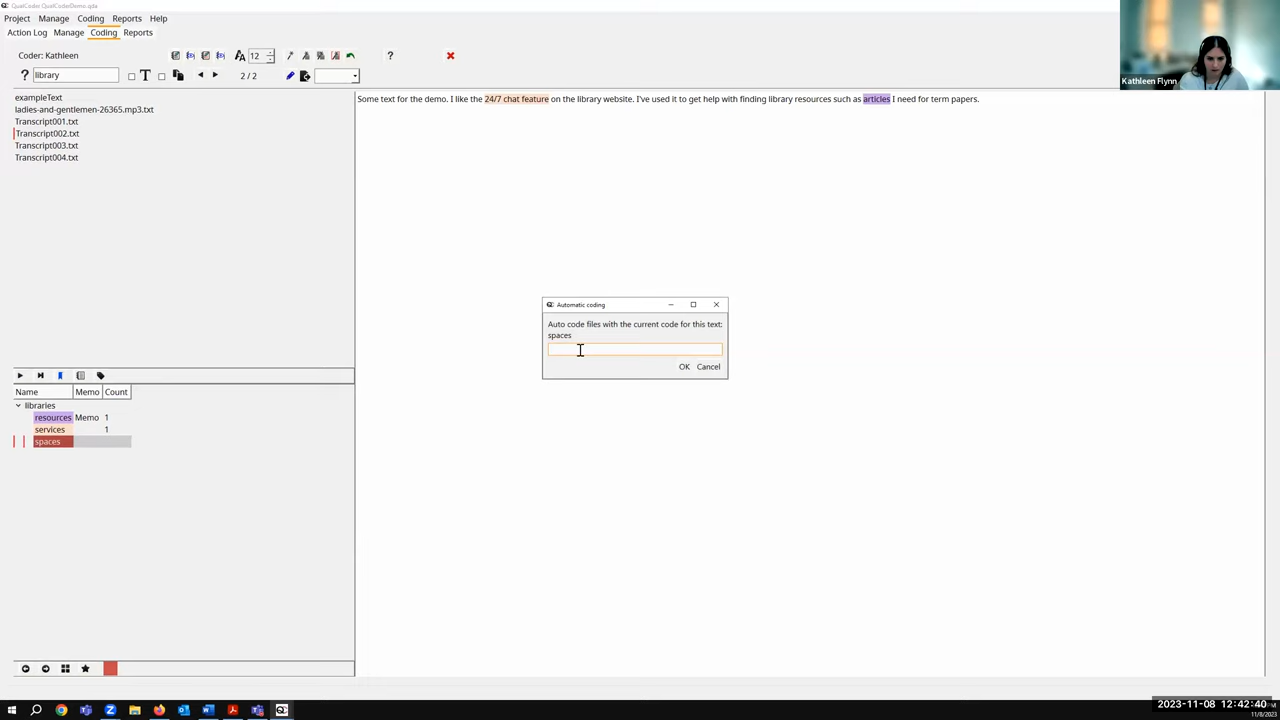 QualCoder QualCoderDemo.qda
Project Manage Coding Reports Help
Action Log Manage Coding Reports
Coder: Kathleen
12
?
? library
T
2 / 2
Kathleen Flynn
exampleText
ladies-and-gentlemen-26365.mp3.txt
Transcript001.txt
Transcript002.txt
Transcript003.txt
Transcript004.txt
Some text for the demo. I like the 24/7 chat feature on the library website. I've used it to get help with finding library resources such as articles I need for term papers.
Automatic coding
Auto code files with the current code for this text:
spaces
OK Cancel
Name Memo Count
libraries
resources Memo 1
services 1
spaces
2023-11-08 12:42:40
11/8/2023